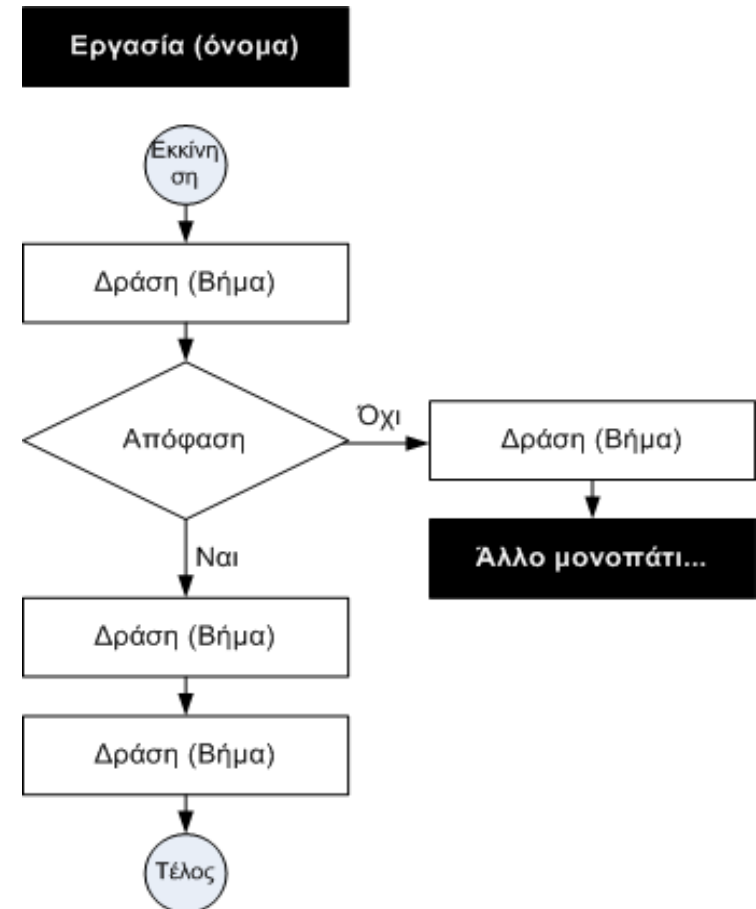 Εργασία (όνομα)
Εκκίνη
ση
Δράση (Βήμα)
Απόφαση
Όχι
Δράση (Βήμα)
Άλλο μονοπάτι...
Ναι
Δράση (Βήμα)
Δράση (Βήμα)
Τέλος